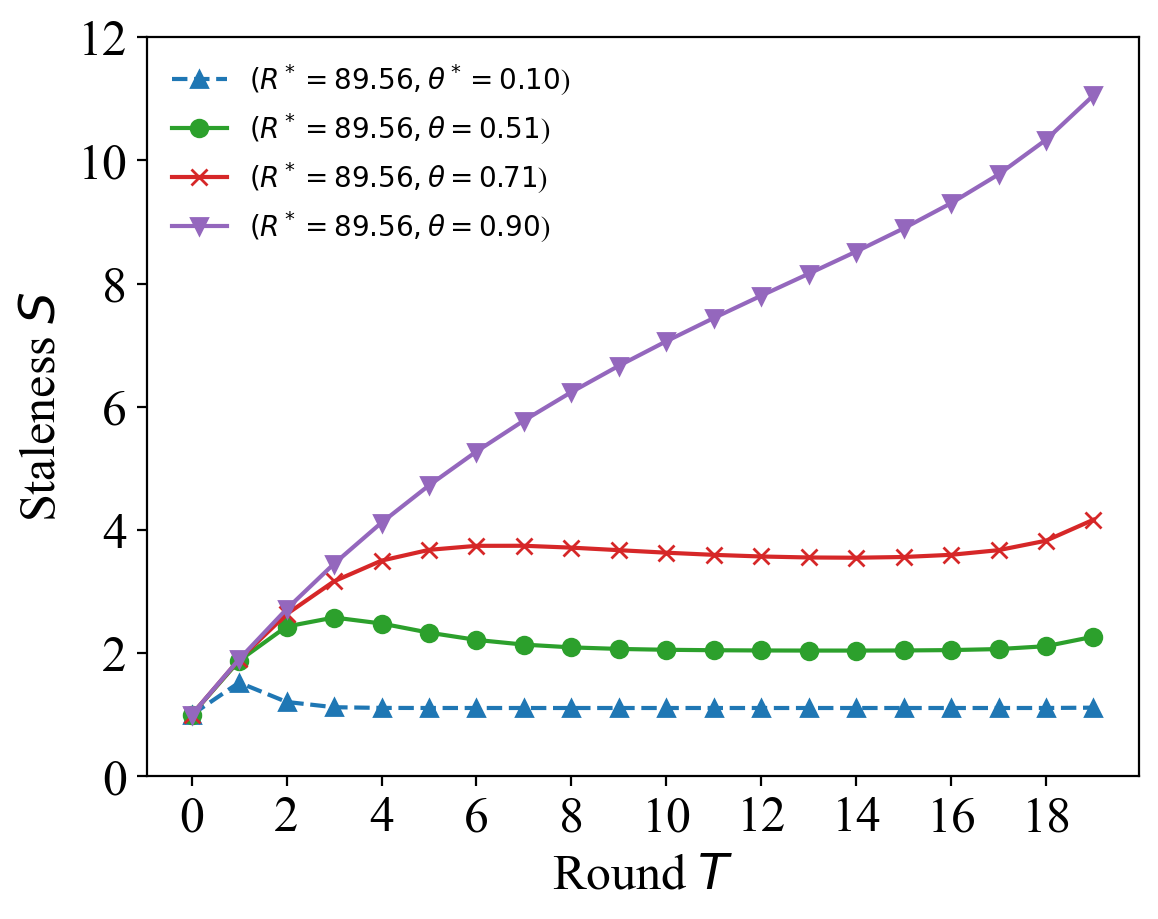 12
10
8
6
4
2
0
Staleness S
(R* = 89.56, θ* = 0.10)
(R* = 89.56, θ = 0.51)
(R* = 89.56, θ = 0.71)
(R* = 89.56, θ = 0.90)
0 2 4 6 8 10 12 14 16 18
Round T